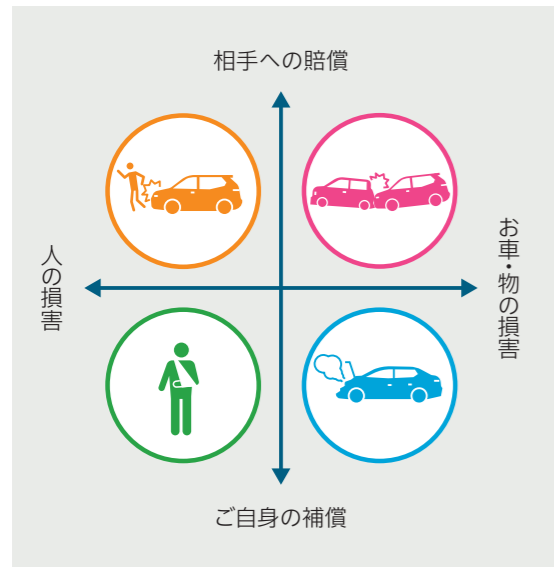 相手への賠償
人の損害
お車・物の損害
ご自身の補償